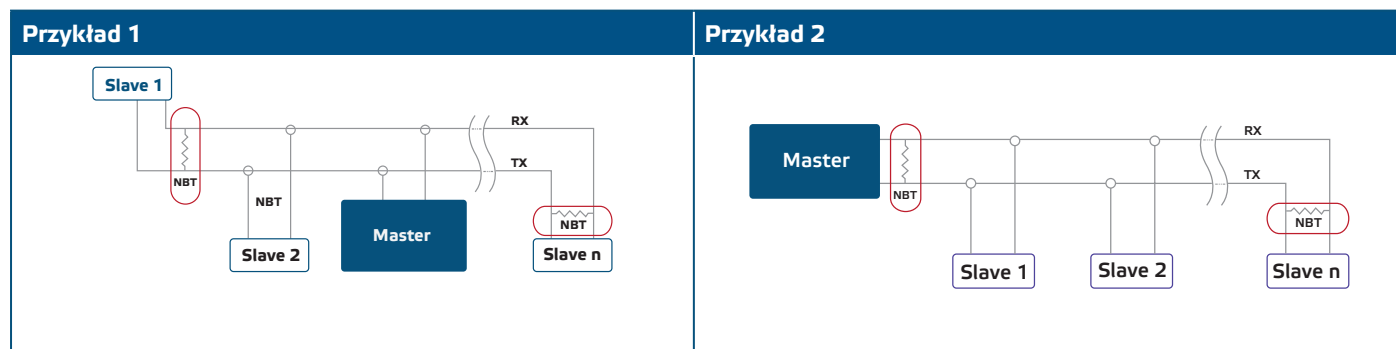 Przykład 1
Slave 1
RX
TX
NBT
NBT
Master
NBT
Slave 2
Slave n
Przykład 2
Master
RX
TX
NBT
NBT
Slave 1
Slave 2
Slave n